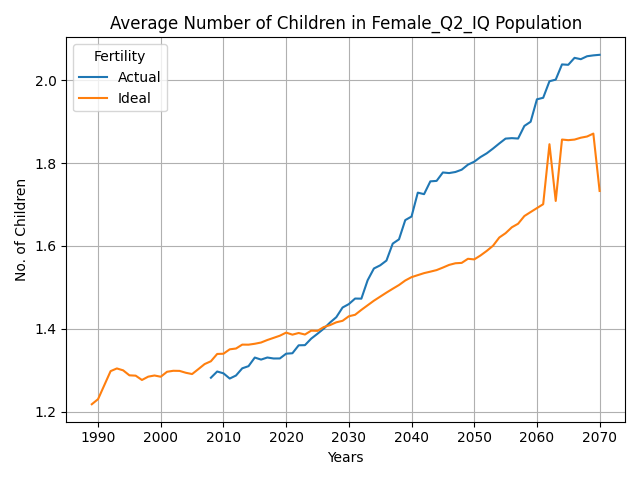 Average Number of Children in Female_Q2_IQ Population
Fertility
Actual
Ideal
No. of Children
2.0
1.8
1.6
1.4
1.2
1990 2000 2010 2020 2030 2040 2050 2060 2070
Years